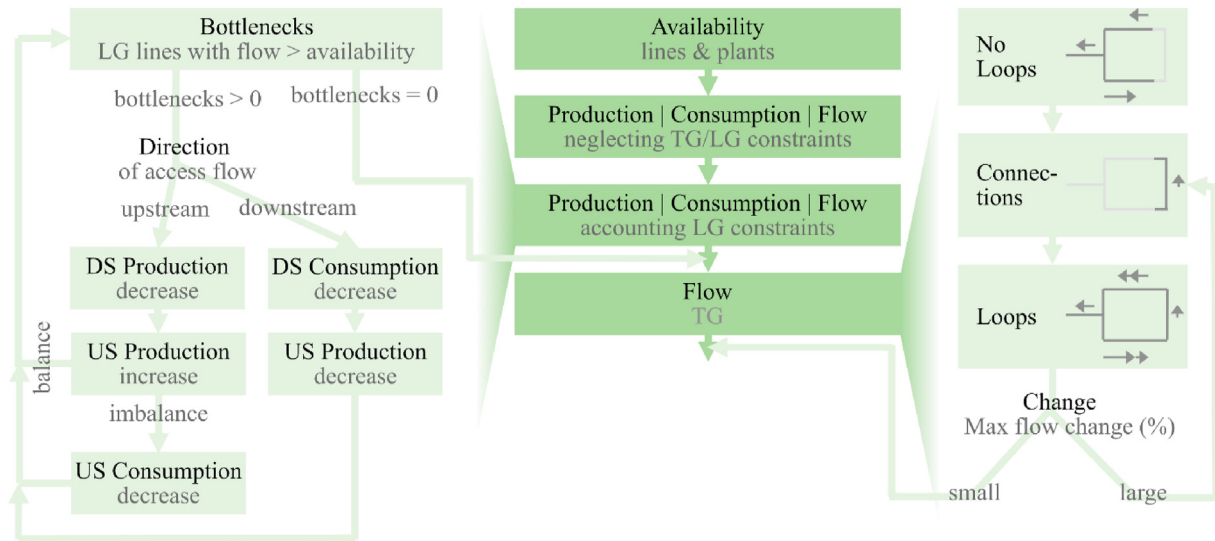 Bottlenecks
LG lines with flow > availability
bottlenecks > 0
bottlenecks = 0
Direction
of access flow
upstream
downstream
DS Production
decrease
DS Consumption
decrease
US Production
increase
US Production
decrease
balance
imbalance
US Consumption
decrease
Availability
lines & plants
Production | Consumption | Flow
neglecting TG/LG constraints
Production | Consumption | Flow
accounting LG constraints
Flow
TG
No
Loops
Connec-
tions
Loops
Change
Max flow change (%)
small
large